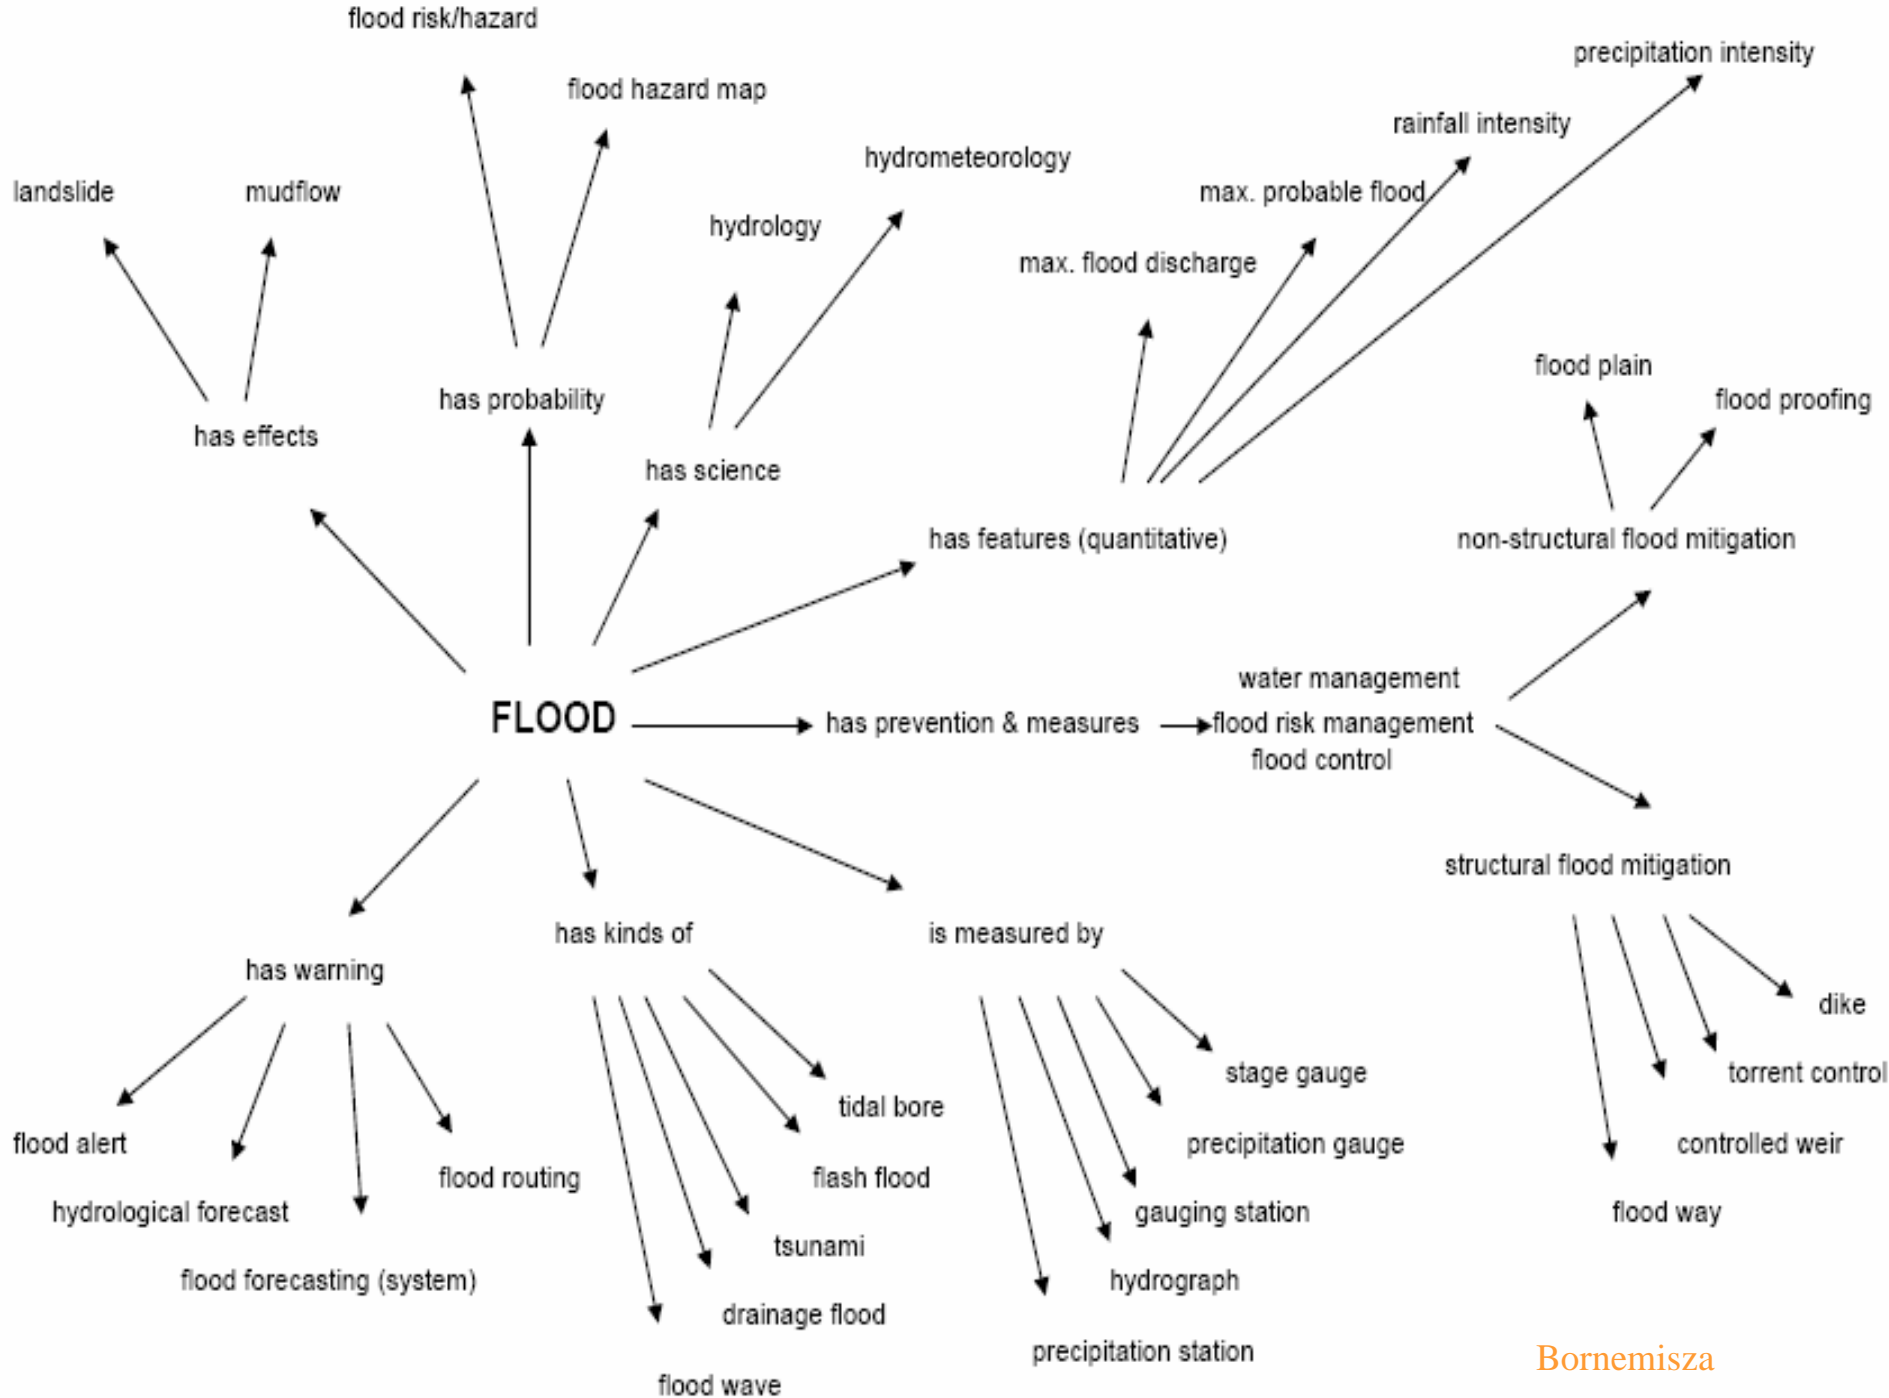 flood risk/hazard
precipitation intensity
flood hazard map
rainfall intensity
hydrometeorology
landslide
mudflow
max. probable flood
hydrology
max. flood discharge
flood plain
has probability
flood proofing
has effects
has science
has features (quantitative)
non-structural flood mitigation
water management
FLOOD
has prevention & measures
flood risk management
flood control
structural flood mitigation
has kinds of
is measured by
has warning
dike
stage gauge
torrent control
tidal bore
flood alert
precipitation gauge
controlled weir
flood routing
flash flood
hydrological forecast
gauging station
flood way
tsunami
flood forecasting (system)
hydrograph
drainage flood
precipitation station
Bornemisza
flood wave